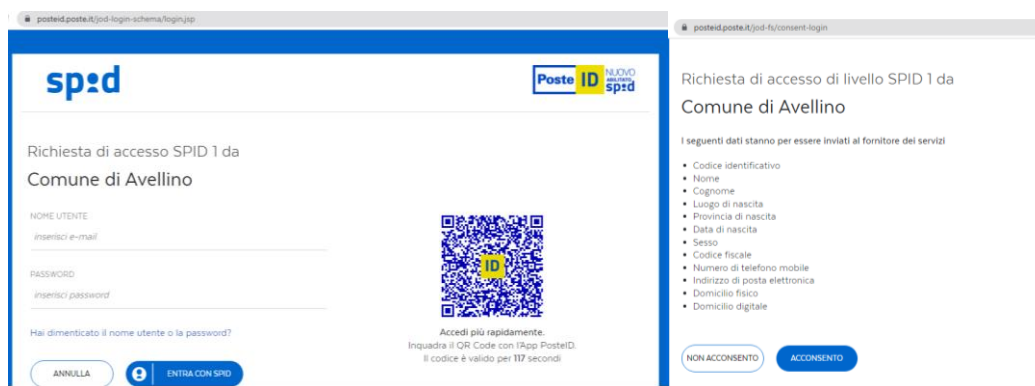 posteid.poste.it/jod-login-schema/login.jsp
spid
Poste ID NUOVO ABILITATO spid
Richiesta di accesso SPID 1 da
Comune di Avellino
NOME UTENTE
inserisci e-mail
PASSWORD
inserisci password
Hai dimenticato il nome utente o la password?
ANNULLA
ENTRA CON SPID
ID
Accedi più rapidamente.
Inquadra il QR Code con l'App PosteID.
Il codice è valido per 117 secondi
posteid.poste.it/jod-fs/consent-login
Richiesta di accesso di livello SPID 1 da
Comune di Avellino
I seguenti dati stanno per essere inviati al fornitore dei servizi
• Codice identificativo
• Nome
• Cognome
• Luogo di nascita
• Provincia di nascita
• Data di nascita
• Sesso
• Codice fiscale
• Numero di telefono mobile
• Indirizzo di posta elettronica
• Domicilio fisico
• Domicilio digitale
NON ACCONSENTO
ACCONSENTO